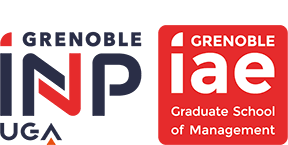 GRENOBLE
INP
UGA
GRENOBLE
iae
Graduate School
of Management